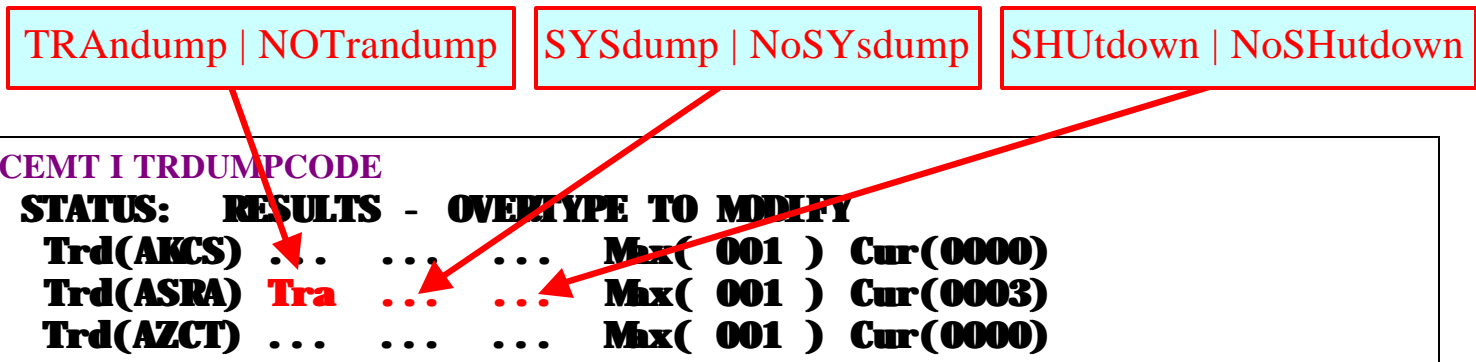 TRAndump | NOTrandump SYSdump | NoSYsdump SHUtdown | NoSHutdown
CEMT I TRDUMPCODE
STATUS: RESULTS - OVERTYPE TO MODIFY
Trd(AKCS) ... ... ... Max( 001 ) Cur(0000)
Trd(ASRA) Tra ... ... Max( 001 ) Cur(0003)
Trd(AZCT) ... ... ... Max( 001 ) Cur(0000)